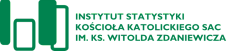 INSTYTUT STATYSTYKI
KOŚCIOŁA KATOLICKIEGO SAC
IM. KS. WITOLDA ZDANIEWICZA